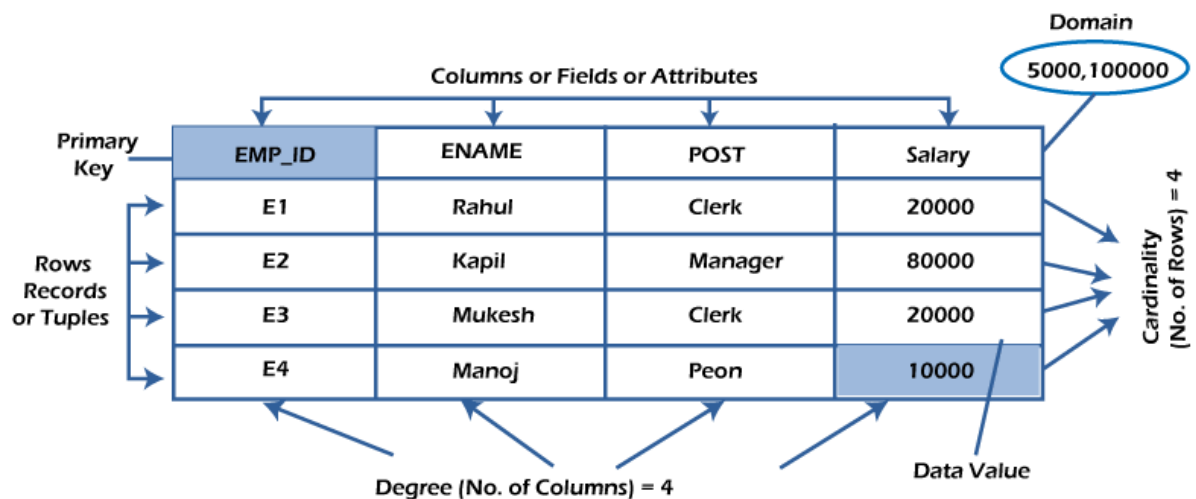 Domain
5000,100000
Columns or Fields or Attributes
Primary
Key
EMP_ID ENAME POST Salary
E1 Rahul Clerk 20000
E2 Kapil Manager 80000
E3 Mukesh Clerk 20000
E4 Manoj Peon 10000
Rows
Records
or Tuples
Cardinality
(No. of Rows) = 4
Degree (No. of Columns) = 4
Data Value